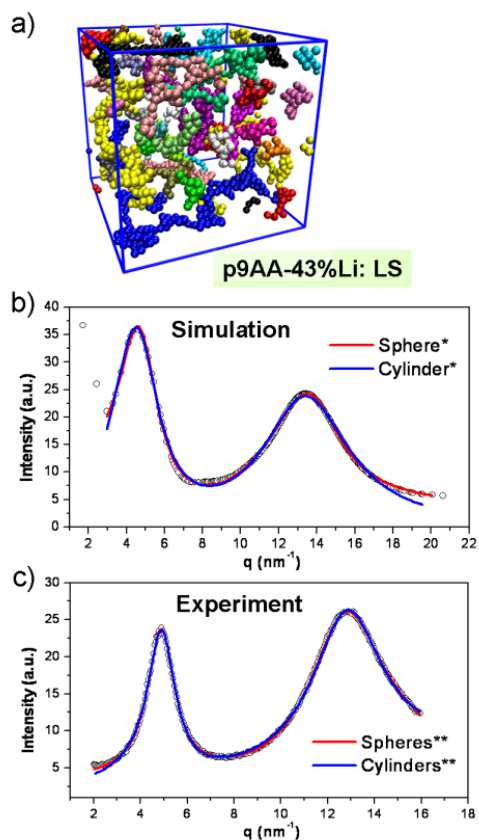 a)
p9AA-43%Li: LS
b)
Simulation
Sphere*
Cylinder*
Intensity (a.u.)
40
35
30
25
20
15
10
5
0
2 4 6 8 10 12 14 16 18 20 22
q (nm⁻¹)
c)
Experiment
Spheres**
Cylinders**
Intensity (a.u.)
30
25
20
15
10
5
2 4 6 8 10 12 14 16 18
q (nm⁻¹)